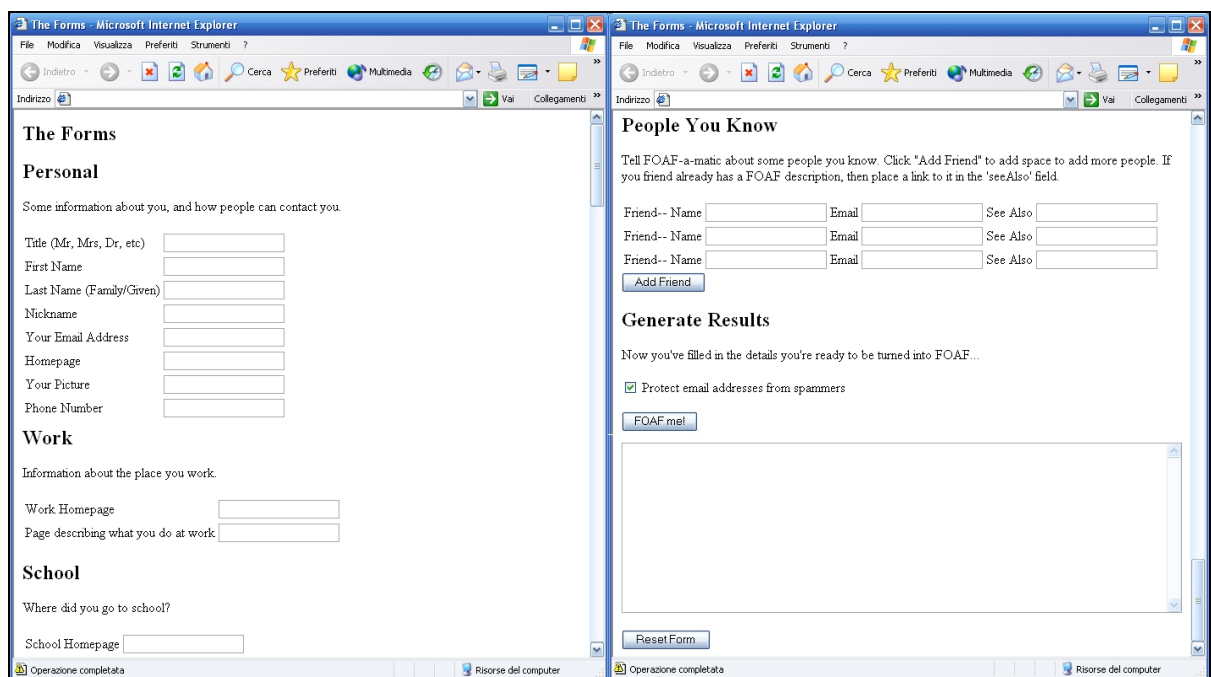 The Forms - Microsoft Internet Explorer
File Modifica Visualizza Preferiti Strumenti ?
Indietro Cerca Preferiti Multimedia »
Indirizzo Vai Collegamenti »
The Forms
Personal
Some information about you, and how people can contact you.
Title (Mr, Mrs, Dr, etc)
First Name
Last Name (Family/Given)
Nickname
Your Email Address
Homepage
Your Picture
Phone Number
Work
Information about the place you work.
Work Homepage
Page describing what you do at work
School
Where did you go to school?
School Homepage
Operazione completata Risorse del computer
The Forms - Microsoft Internet Explorer
File Modifica Visualizza Preferiti Strumenti ?
Indietro Cerca Preferiti Multimedia »
Indirizzo Vai Collegamenti »
People You Know
Tell FOAF-a-matic about some people you know. Click "Add Friend" to add space to add more people. If
you friend already has a FOAF description, then place a link to it in the 'seeAlso' field.
Friend-- Name Email See Also
Friend-- Name Email See Also
Friend-- Name Email See Also
Add Friend
Generate Results
Now you've filled in the details you're ready to be turned into FOAF...
Protect email addresses from spammers
FOAF me!
Reset Form
Operazione completata Risorse del computer